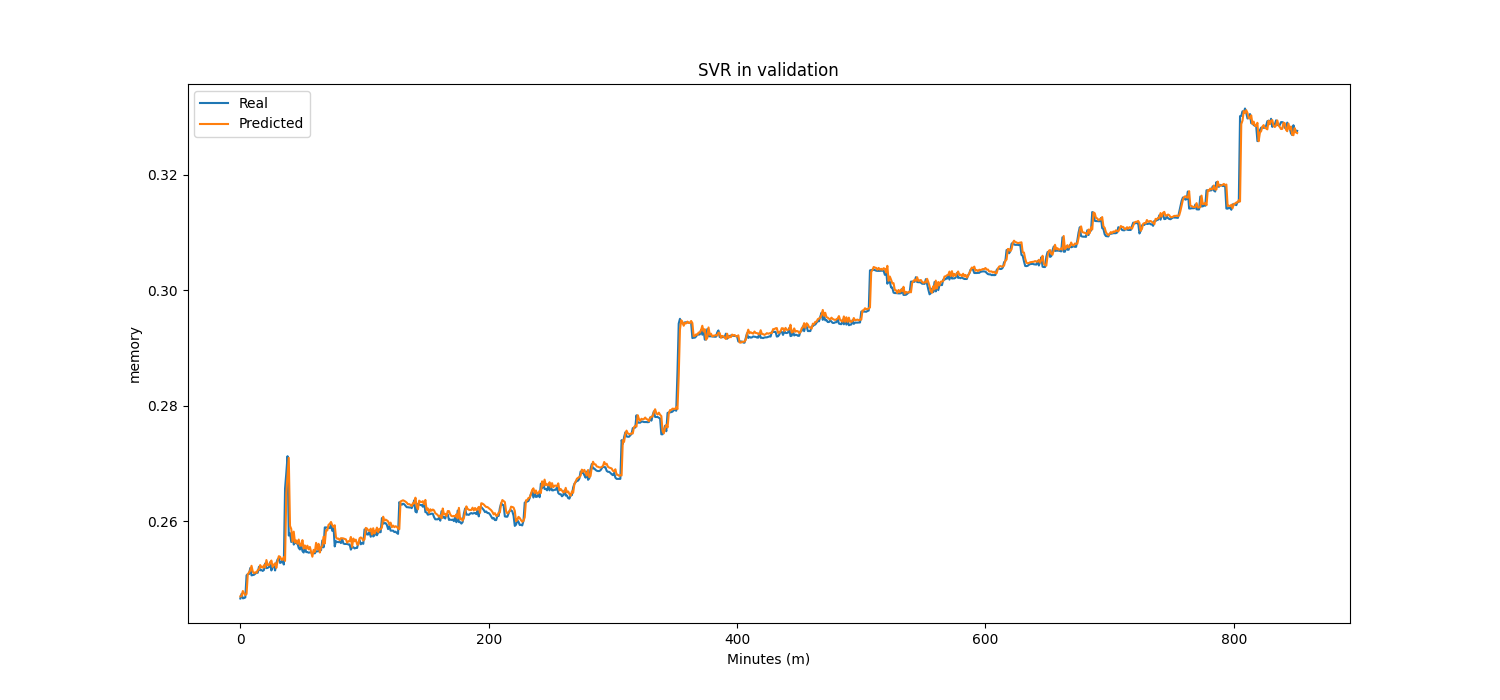 SVR in validation
Real
Predicted
memory
0.32
0.30
0.28
0.26
0
200
400
600
800
Minutes (m)